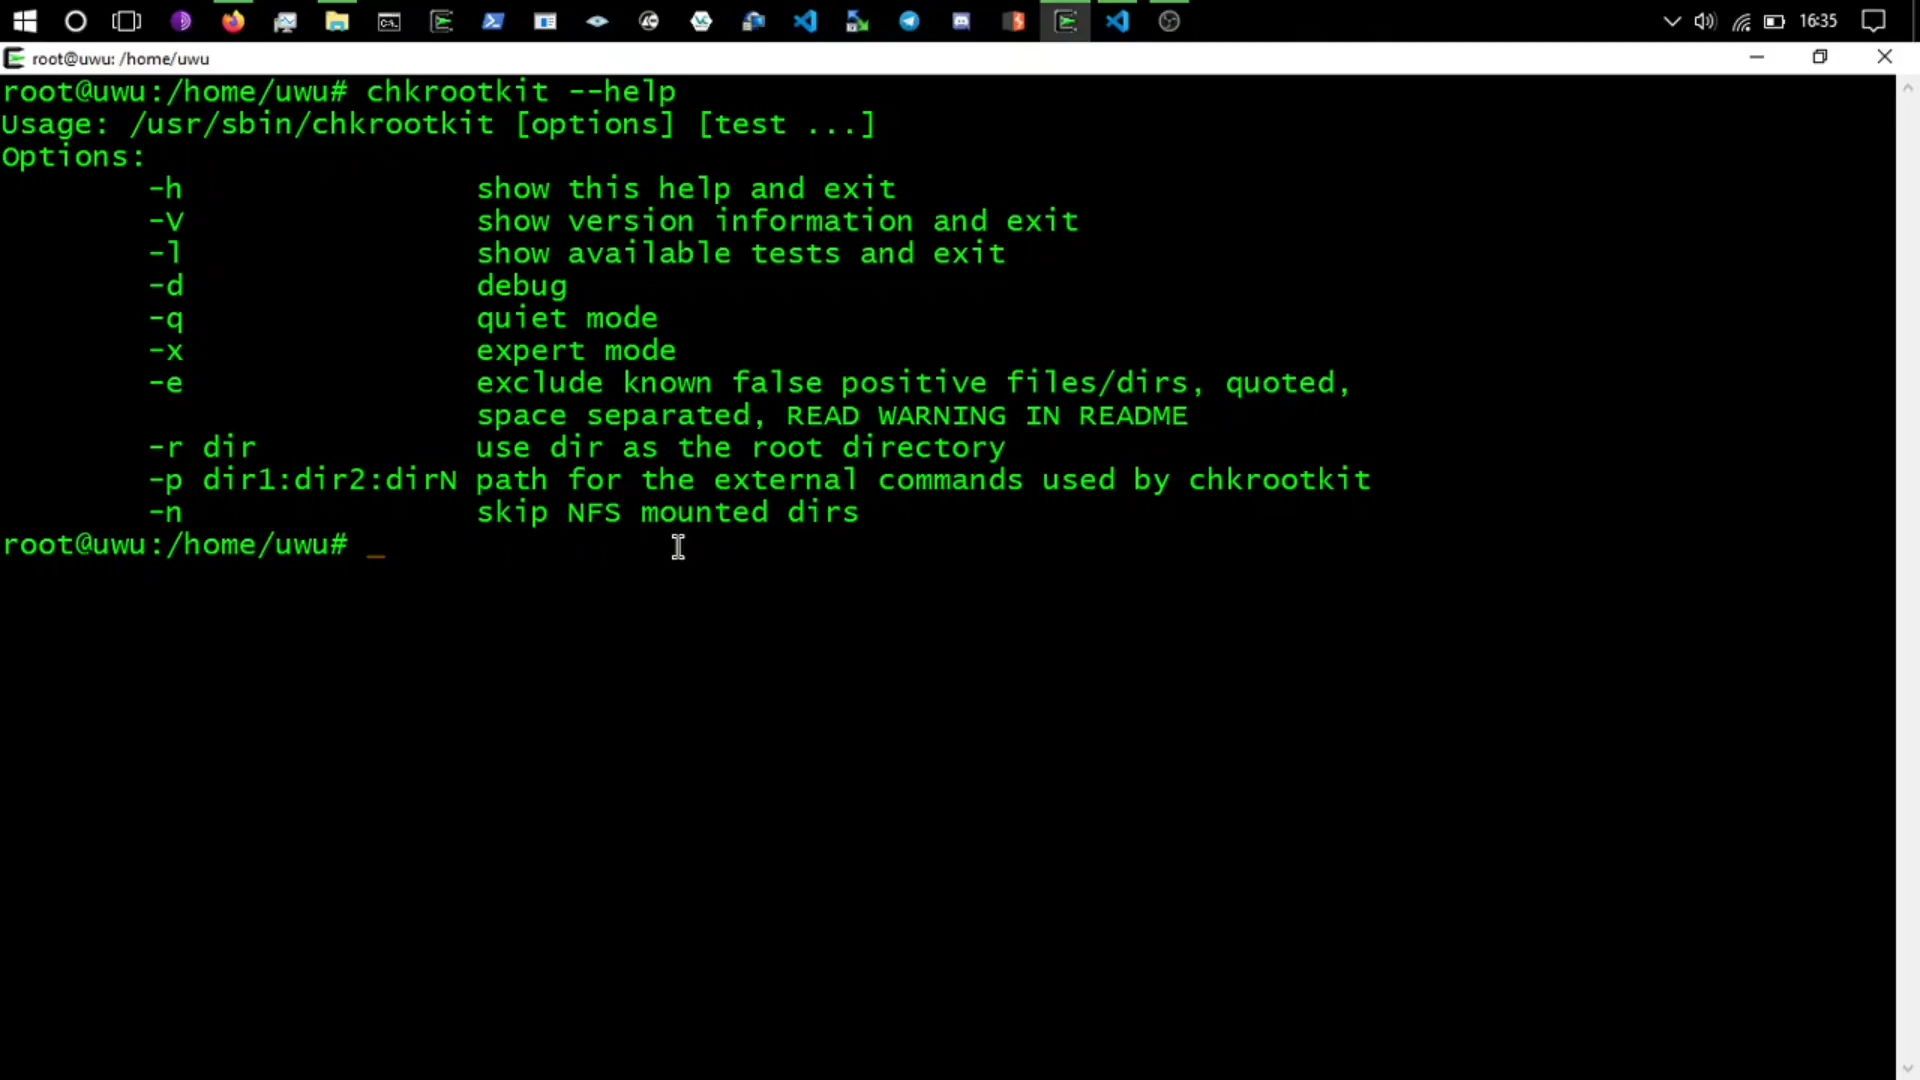 16:35
root@uwu: /home/uwu
root@uwu:/home/uwu# chkrootkit --help
Usage: /usr/sbin/chkrootkit [options] [test ...]
Options:
-h show this help and exit
-V show version information and exit
-l show available tests and exit
-d debug
-q quiet mode
-x expert mode
-e exclude known false positive files/dirs, quoted,
space separated, READ WARNING IN README
-r dir use dir as the root directory
-p dir1:dir2:dirN path for the external commands used by chkrootkit
-n skip NFS mounted dirs
root@uwu:/home/uwu# _